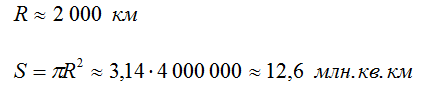 R ≈ 2 000 км
S = πR² ≈ 3,14 · 4 000 000 ≈ 12,6 млн.кв.км